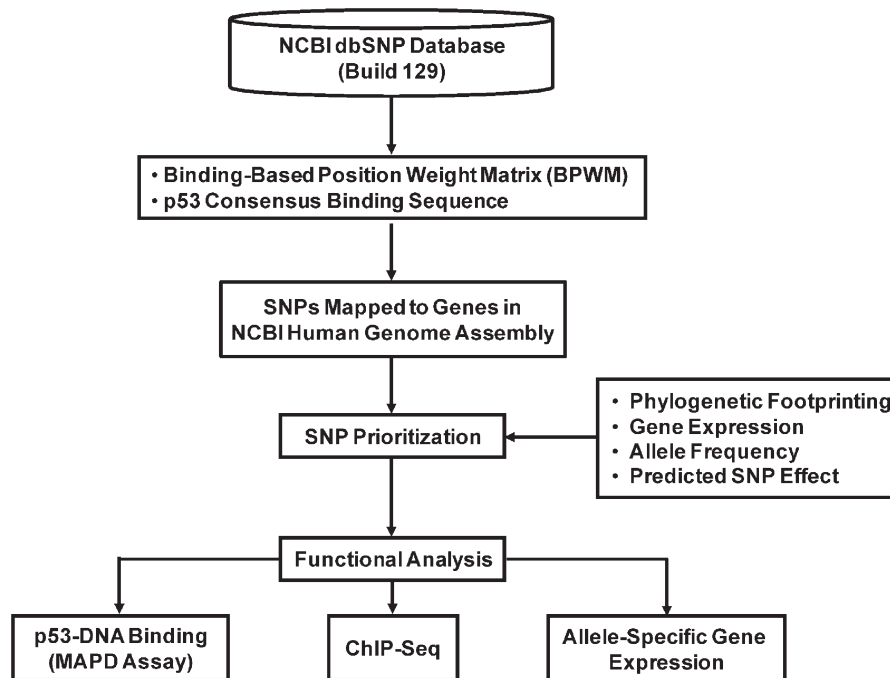 NCBI dbSNP Database
(Build 129)
• Binding-Based Position Weight Matrix (BPWM)
• p53 Consensus Binding Sequence
SNPs Mapped to Genes in
NCBI Human Genome Assembly
SNP Prioritization
• Phylogenetic Footprinting
• Gene Expression
• Allele Frequency
• Predicted SNP Effect
Functional Analysis
p53-DNA Binding
(MAPD Assay)
ChIP-Seq
Allele-Specific Gene
Expression